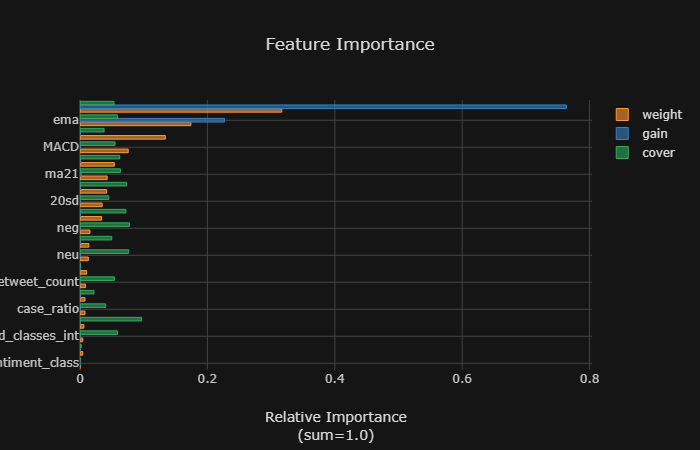 Feature Importance
weight
gain
cover
ema
MACD
ma21
20sd
neg
neu
etweet_count
case_ratio
d_classes_int
ntiment_class
0 0.2 0.4 0.6 0.8
Relative Importance
(sum=1.0)